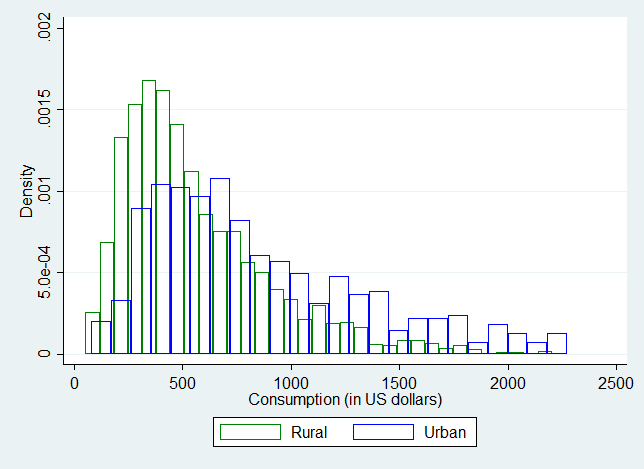 .002
.0015
.001
5.0e-04
0
Density
0 500 1000 1500 2000 2500
Consumption (in US dollars)
Rural Urban